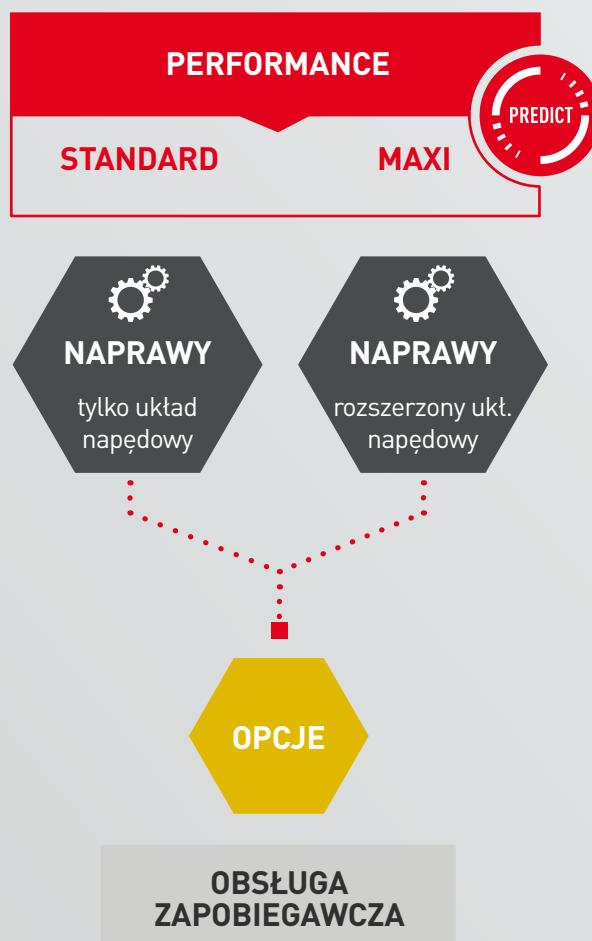 PERFORMANCE
PREDICT
STANDARD
MAXI
NAPRAWY
tylko układ
napędowy
NAPRAWY
rozszerzony ukł.
napędowy
OPCJE
OBSŁUGA
ZAPOBIEGAWCZA